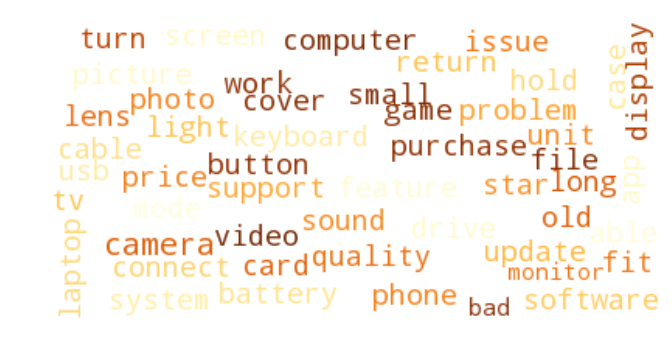 turn screen computer issue display
picture return hold case
photo work cover small game problem
lens light keyboard purchase unit
cable button file app
usb price support feature star long
tv mode sound drive old able
laptop camera video quality update fit
connect card monitor
system battery phone bad software